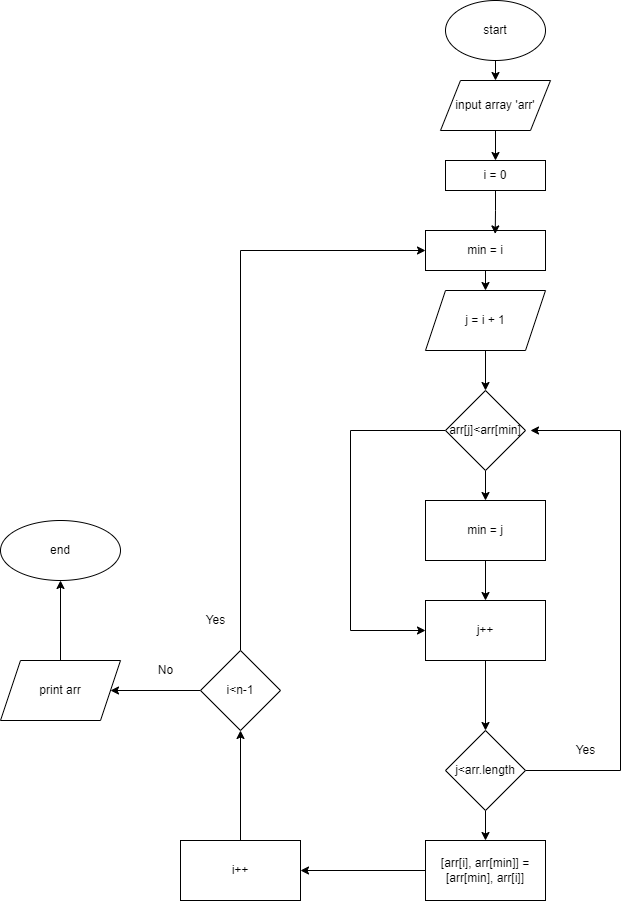 start
input array 'arr'
i = 0
min = i
j = i + 1
arr[j]<arr[min]
min = j
j++
j<arr.length
Yes
[arr[i], arr[min]] =
[arr[min], arr[i]]
i++
i<n-1
Yes
No
print arr
end